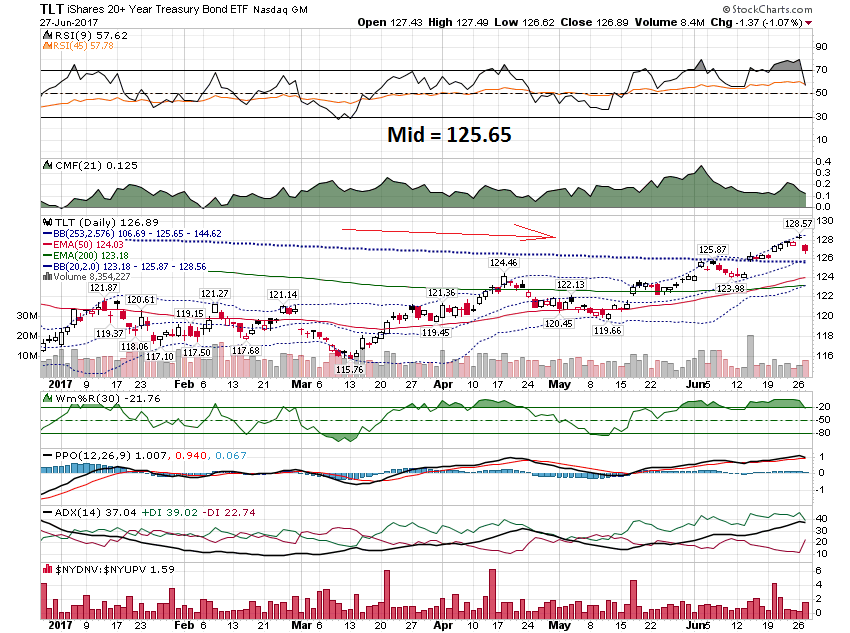 TLT iShares 20+ Year Treasury Bond ETF Nasdaq GM © StockCharts.com
27-Jun-2017 Open 127.43 High 127.49 Low 126.62 Close 126.89 Volume 8.4M Chg -1.37 (-1.07%)
RSI(9) 57.62
RSI(45) 57.78
90
70
50
30
10
Mid = 125.65
CMF(21) 0.125
0.4
0.3
0.2
0.1
0.0
TLT (Daily) 126.89
BB(253,2.576) 106.69 - 125.65 - 144.62
EMA(50) 124.03
EMA(200) 123.18
BB(20,2.0) 123.18 - 125.87 - 128.56
Volume 8,354,227
128.57
125.87
124.46
123.98
122.13
121.87
120.61
121.27
121.14
121.36
119.15
119.37
118.06
117.10
117.50
117.68
115.76
119.45
120.45
119.66
130
128
126
124
122
120
118
116
30M
20M
10M
2017 9 17 23 Feb 6 13 21 Mar 6 13 20 27 Apr 10 17 24 May 8 15 22 Jun 5 12 19 26
Wm%R(30) -21.76
-20
-50
-80
PPO(12,26,9) 1.007, 0.940, 0.067
1
0
-1
ADX(14) 37.04 +DI 39.02 -DI 22.74
40
30
20
10
$NYDNV:$NYUPV 1.59
6
4
2
0
2017 9 17 23 Feb 6 13 21 Mar 6 13 20 27 Apr 10 17 24 May 8 15 22 Jun 5 12 19 26